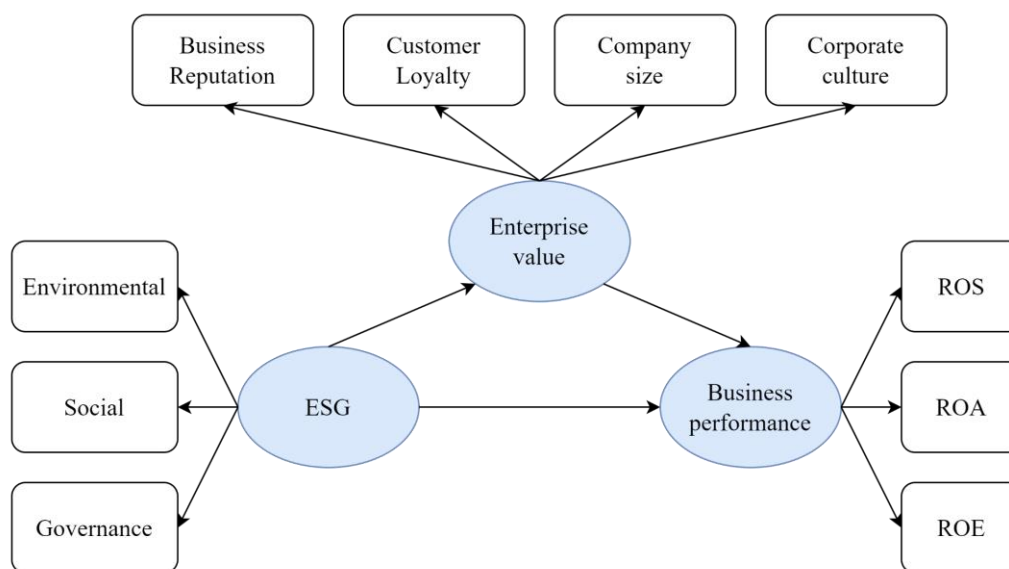 Business
Reputation
Customer
Loyalty
Company
size
Corporate
culture
Enterprise
value
Environmental
Social
Governance
ESG
Business
performance
ROS
ROA
ROE